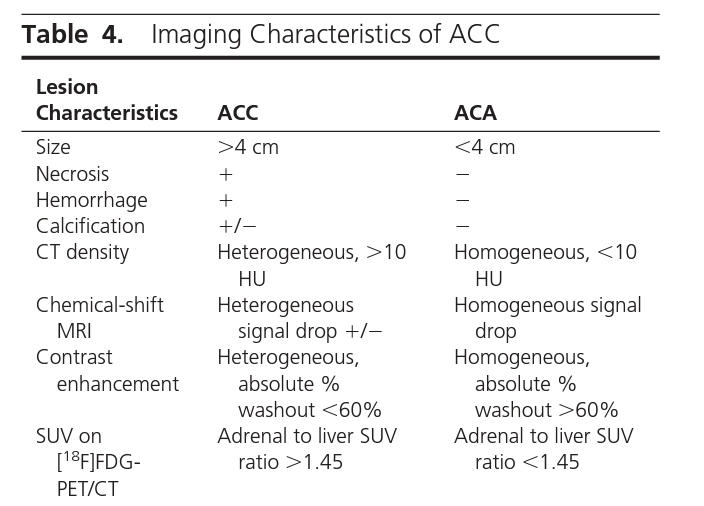 Table 4. Imaging Characteristics of ACC
Lesion
Characteristics ACC ACA
Size >4 cm <4 cm
Necrosis + −
Hemorrhage + −
Calcification +/− −
CT density Heterogeneous, >10 Homogeneous, <10
HU HU
Chemical-shift Heterogeneous Homogeneous signal
MRI signal drop +/− drop
Contrast Heterogeneous, Homogeneous,
enhancement absolute % absolute %
washout <60% washout >60%
SUV on Adrenal to liver SUV Adrenal to liver SUV
[¹⁸F]FDG- ratio >1.45 ratio <1.45
PET/CT